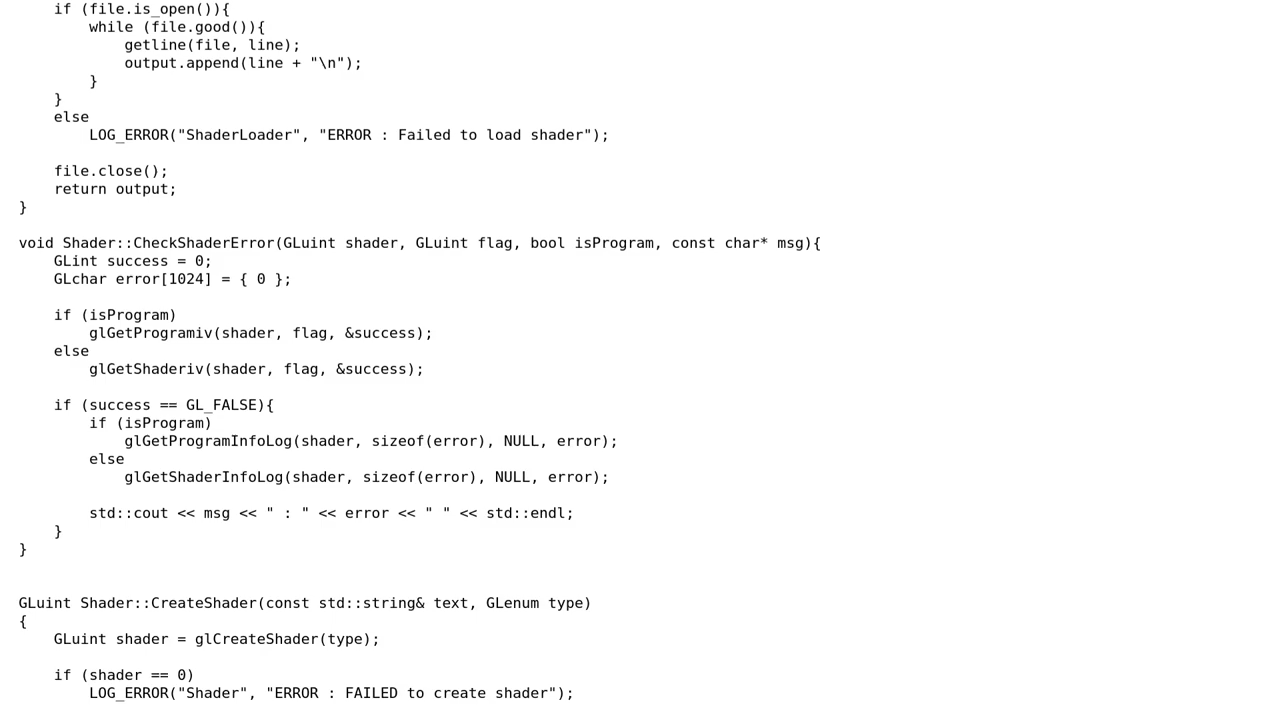 if (file.is_open()){
        while (file.good()){
            getline(file, line);
            output.append(line + "\n");
        }
    }
    else
        LOG_ERROR("ShaderLoader", "ERROR : Failed to load shader");

    file.close();
    return output;
}

void Shader::CheckShaderError(GLuint shader, GLuint flag, bool isProgram, const char* msg){
    GLint success = 0;
    GLchar error[1024] = { 0 };

    if (isProgram)
        glGetProgramiv(shader, flag, &success);
    else
        glGetShaderiv(shader, flag, &success);

    if (success == GL_FALSE){
        if (isProgram)
            glGetProgramInfoLog(shader, sizeof(error), NULL, error);
        else
            glGetShaderInfoLog(shader, sizeof(error), NULL, error);

        std::cout << msg << " : " << error << " " << std::endl;
    }
}


GLuint Shader::CreateShader(const std::string& text, GLenum type)
{
    GLuint shader = glCreateShader(type);

    if (shader == 0)
        LOG_ERROR("Shader", "ERROR : FAILED to create shader");